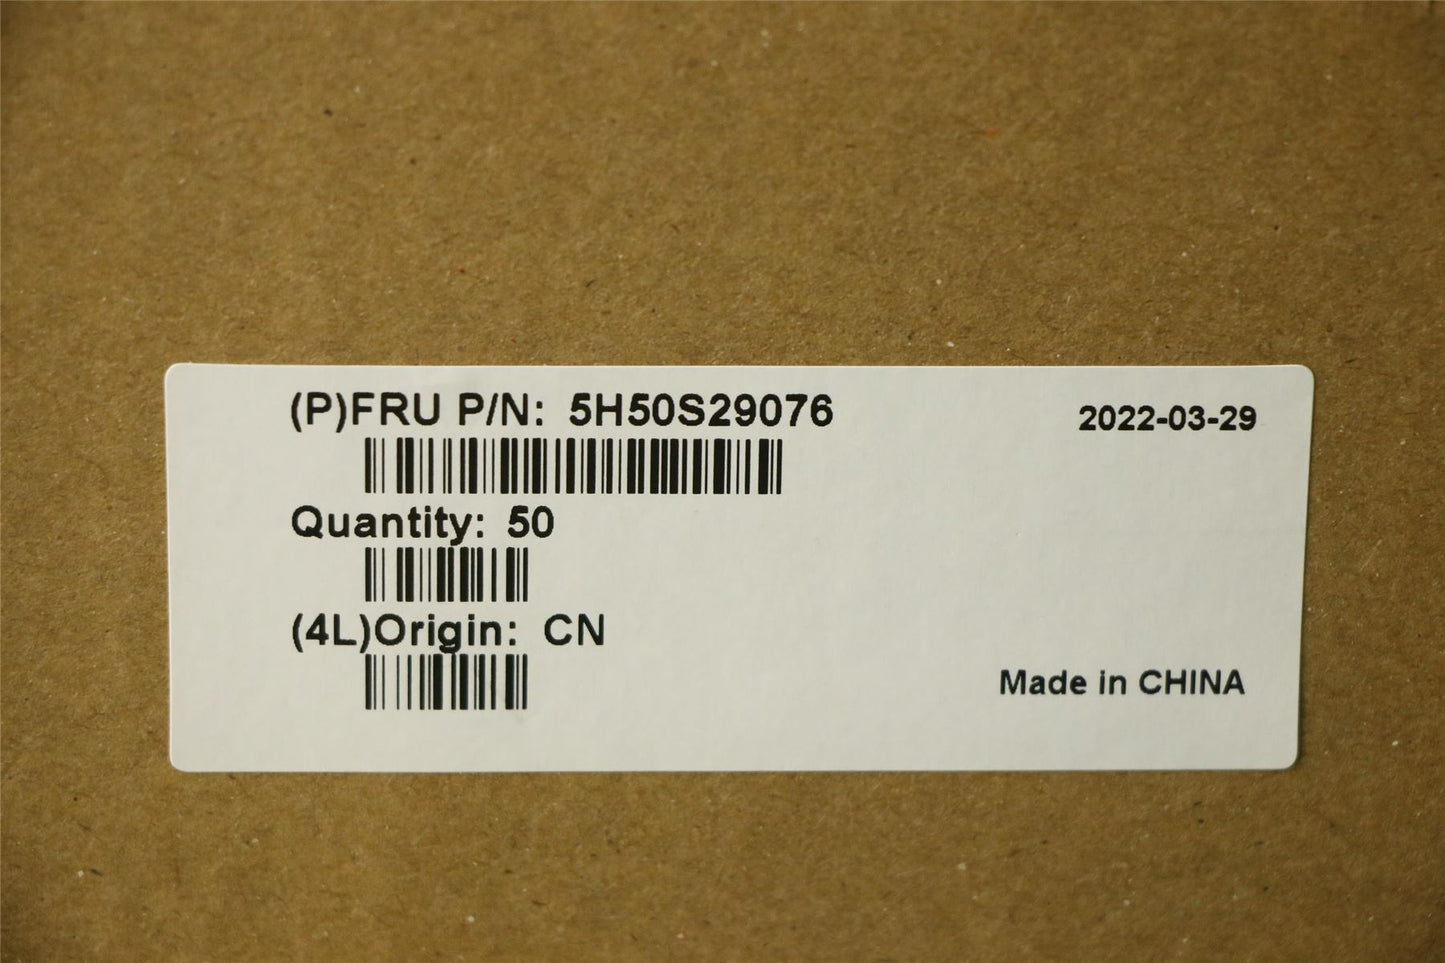 (P)FRU P/N: 5H50S29076
2022-03-29
Quantity: 50
(4L)Origin: CN
Made in CHINA